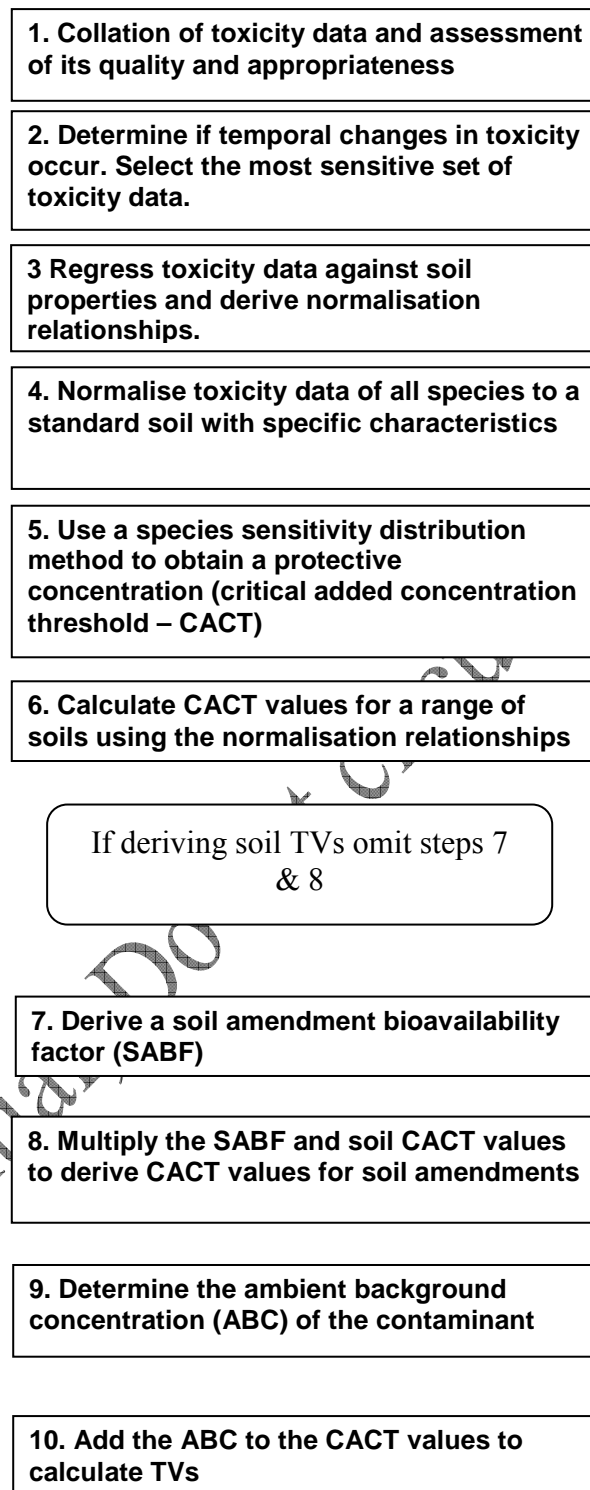 1. Collation of toxicity data and assessment
of its quality and appropriateness
2. Determine if temporal changes in toxicity
occur. Select the most sensitive set of
toxicity data.
3 Regress toxicity data against soil
properties and derive normalisation
relationships.
4. Normalise toxicity data of all species to a
standard soil with specific characteristics
5. Use a species sensitivity distribution
method to obtain a protective
concentration (critical added concentration
threshold – CACT)
6. Calculate CACT values for a range of
soils using the normalisation relationships
If deriving soil TVs omit steps 7
& 8
7. Derive a soil amendment bioavailability
factor (SABF)
8. Multiply the SABF and soil CACT values
to derive CACT values for soil amendments
9. Determine the ambient background
concentration (ABC) of the contaminant
10. Add the ABC to the CACT values to
calculate TVs